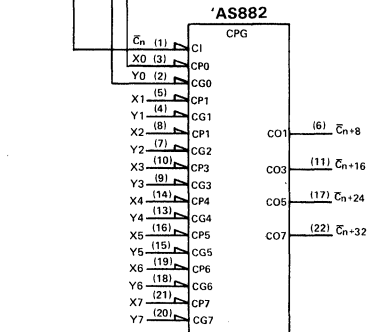 'AS882
CPG
C̅n (1) CI
X0 (3) CP0
Y0 (2) CG0
X1 (5) CP1
Y1 (4) CG1
X2 (8) CP1
Y2 (7) CG2
X3 (10) CP3
Y3 (9) CG3
X4 (14) CP4
Y4 (13) CG4
X5 (16) CP5
Y5 (15) CG5
X6 (19) CP6
Y6 (18) CG6
X7 (21) CP7
Y7 (20) CG7
CO1 (6) C̅n+8
CO3 (11) C̅n+16
CO5 (17) C̅n+24
CO7 (22) C̅n+32